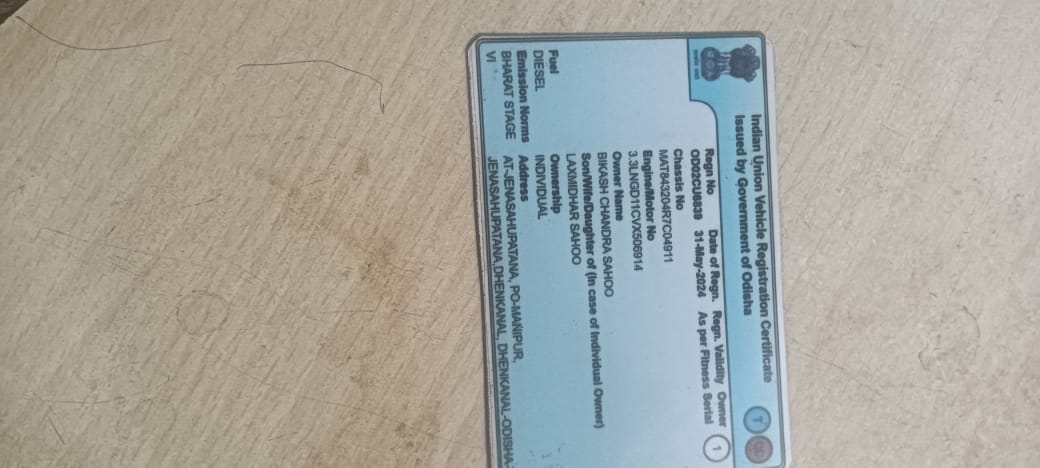 Indian Union Vehicle Registration Certificate
Issued by Government of Odisha
T
Regn No Date of Regn. Regn. Validity Owner
OD02CU6839 31-May-2024 As per Fitness Serial 1
Chassis No
MAT843204R7C04911
Engine/Motor No
3.3LNGD11CVX506914
Owner Name
BIKASH CHANDRA SAHOO
Son/Wife/Daughter of (In case of Individual Owner)
LAXMIDHAR SAHOO
Fuel Ownership
DIESEL INDIVIDUAL
Emission Norms Address
BHARAT STAGE AT-JENASAHUPATANA, PO-MANIPUR,
VI JENASAHUPATANA,DHENKANAL, DHENKANAL-ODISHA-